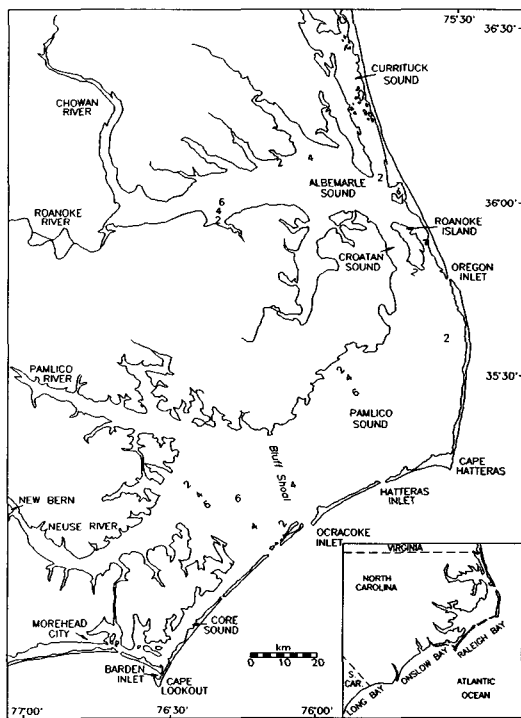 75°30'
36°30'
CURRITUCK
SOUND
CHOWAN
RIVER
2
4
ALBEMARLE
SOUND
2
6
4
2
36°00'
ROANOKE
RIVER
ROANOKE
ISLAND
CROATAN
SOUND
2
OREGON
INLET
2
PAMLICO
RIVER
2
4
6
35°30'
PAMLICO
SOUND
Bluff Shoal
CAPE
HATTERAS
HATTERAS
INLET
2
4
6
6
4
4
2
NEW BERN
NEUSE RIVER
OCRACOKE
INLET
MOREHEAD
CITY
CORE
SOUND
BARDEN
INLET
CAPE
LOOKOUT
km
0 10 20
77°00'
76°30'
76°00'
VIRGINIA
NORTH
CAROLINA
S.
CAR.
LONG BAY
ONSLOW BAY
RALEIGH BAY
ATLANTIC
OCEAN